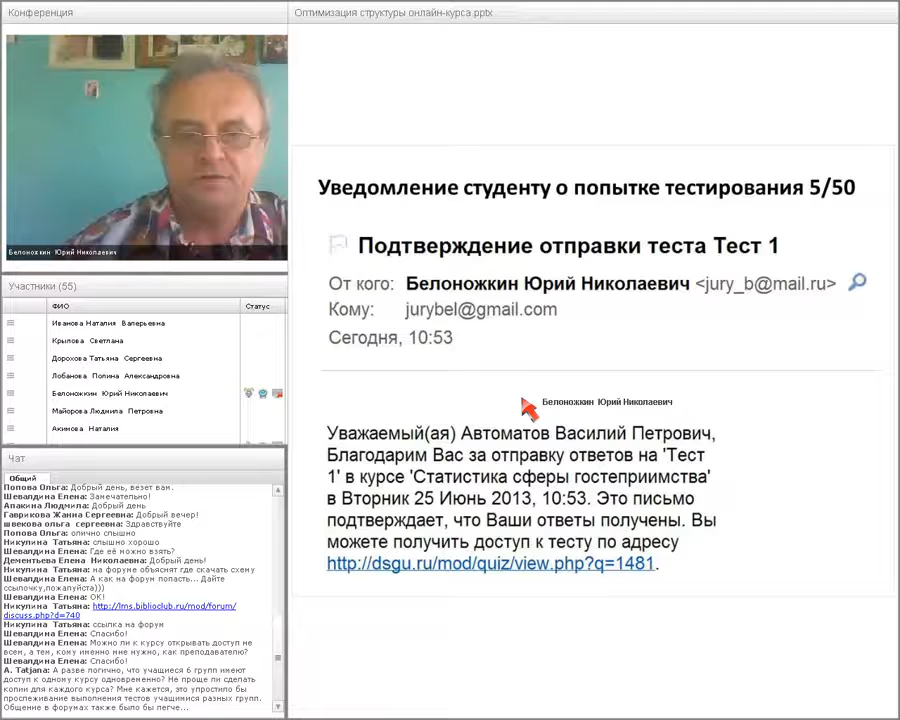 Конференция
Оптимизация структуры онлайн-курса.pptx
Белоножкин Юрий Николаевич
Участники (55)
ФИО Статус
Иванова Наталия Валерьевна
Крылова Светлана
Дорохова Татьяна Сергеевна
Лобанова Полина Александровна
Белоножкин Юрий Николаевич
Майорова Людмила Петровна
Акимова Наталия
Чат
Общий
Попова Ольга: Добрый день, везет вам.
Шевалдина Елена: Замечательно!
Апакина Людмила: Добрый день
Гаврикова Жанна Сергеевна: Добрый вечер!
швекова ольга сергеевна: Здравствуйте
Попова Ольга: олично слышно
Никулина Татьяна: слышно хорошо
Шевалдина Елена: Где её можно взять?
Дементьева Елена Николаевна: Добрый день!
Никулина Татьяна: на форуме объяснят где скачать схему
Шевалдина Елена: А как на форум попасть... Дайте
ссылочку,пожалуйста)))
Шевалдина Елена: ОК!
Никулина Татьяна: http://lms.biblioclub.ru/mod/forum/
discuss.php?d=740
Никулина Татьяна: ссылка на форум
Шевалдина Елена: Спасибо!
Шевалдина Елена: Можно ли к курсу открывать доступ не
всем, а тем, кому именно мне нужно, как преподавателю?
Шевалдина Елена: Спасибо!
A. Tatjana: А разве логично, что учащиеся 6 групп имеют
доступ к одному курсу одновременно? Не проще ли сделать
копии для каждого курса? Мне кажется, это упростило бы
прослеживание выполнения тестов учащимися разных групп.
Общение в форумах также было бы легче...
Уведомление студенту о попытке тестирования 5/50
Подтверждение отправки теста Тест 1
От кого: Белоножкин Юрий Николаевич <jury_b@mail.ru>
Кому: jurybel@gmail.com
Сегодня, 10:53
Белоножкин Юрий Николаевич
Уважаемый(ая) Автоматов Василий Петрович,
Благодарим Вас за отправку ответов на 'Тест
1' в курсе 'Статистика сферы гостеприимства'
в Вторник 25 Июнь 2013, 10:53. Это письмо
подтверждает, что Ваши ответы получены. Вы
можете получить доступ к тесту по адресу
http://dsgu.ru/mod/quiz/view.php?q=1481.